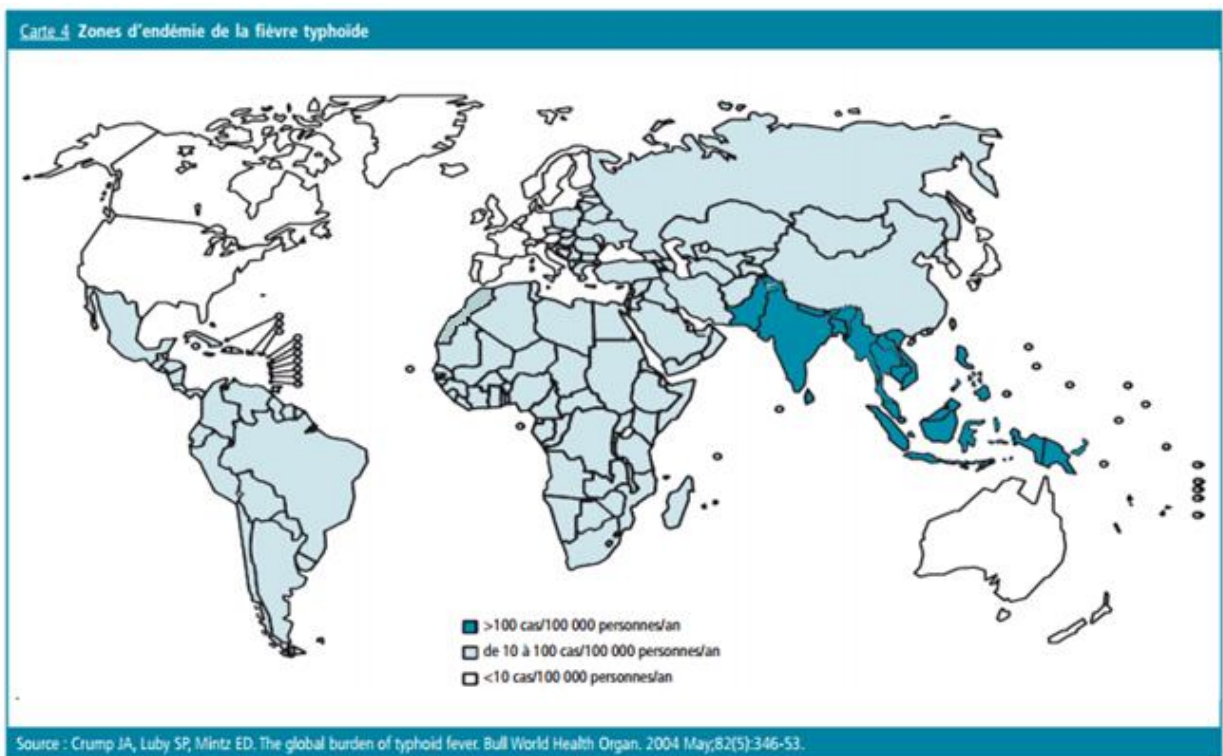 Carte 4 Zones d'endémie de la fièvre typhoïde
>100 cas/100 000 personnes/an
de 10 à 100 cas/100 000 personnes/an
<10 cas/100 000 personnes/an
Source : Crump JA, Luby SP, Mintz ED. The global burden of typhoid fever. Bull World Health Organ. 2004 May;82(5):346-53.